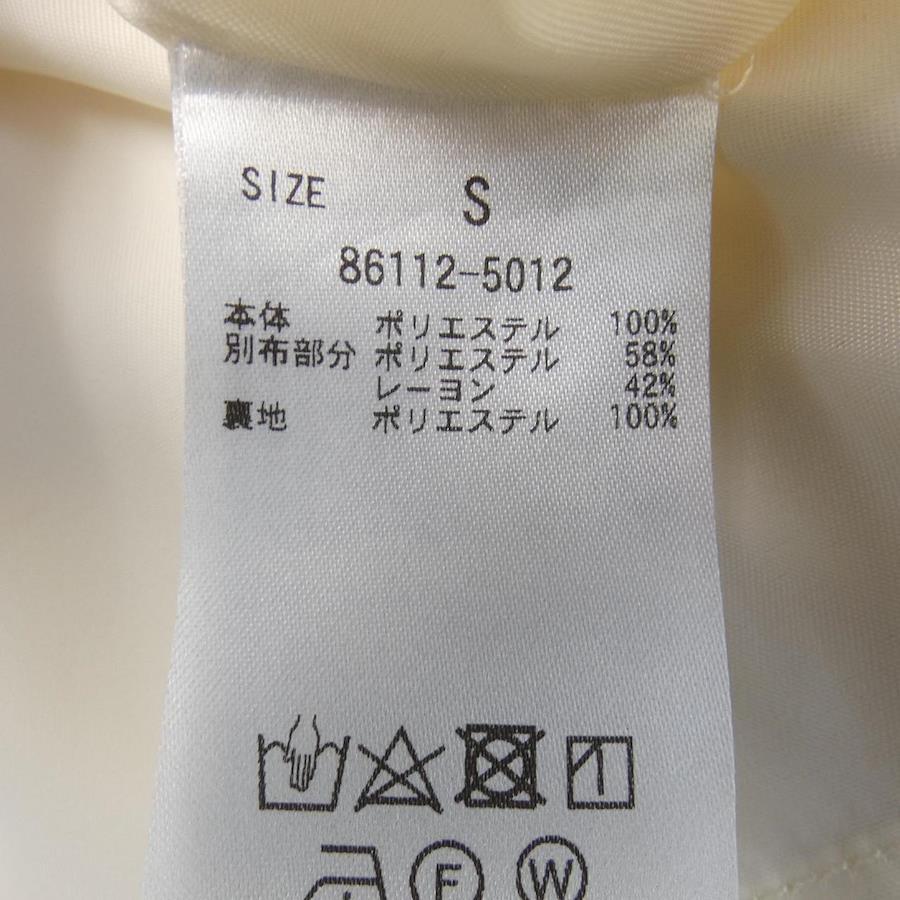 SIZE S
86112-5012
本体 ポリエステル 100%
別布部分 ポリエステル 58%
レーヨン 42%
裏地 ポリエステル 100%
F W